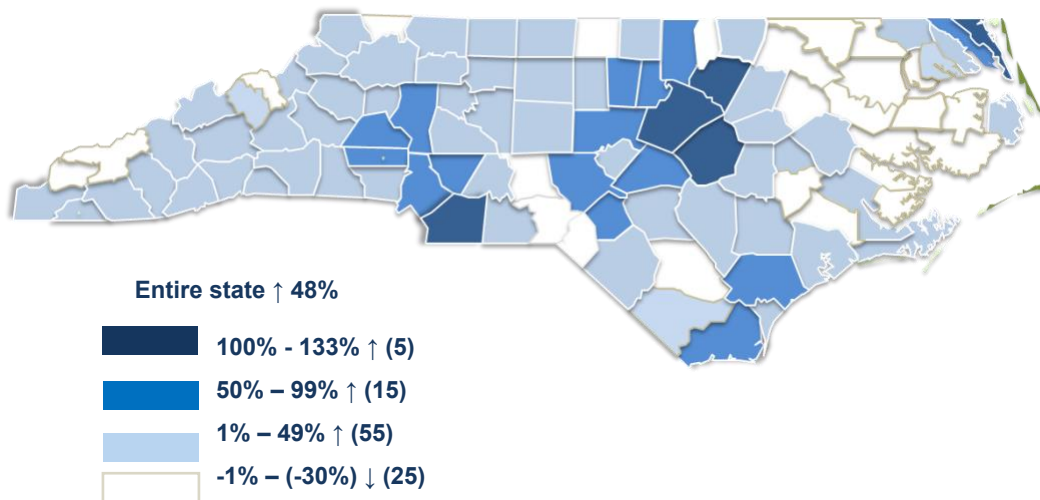 Entire state ↑ 48%
100% - 133% ↑ (5)
50% – 99% ↑ (15)
1% – 49% ↑ (55)
-1% – (-30%) ↓ (25)